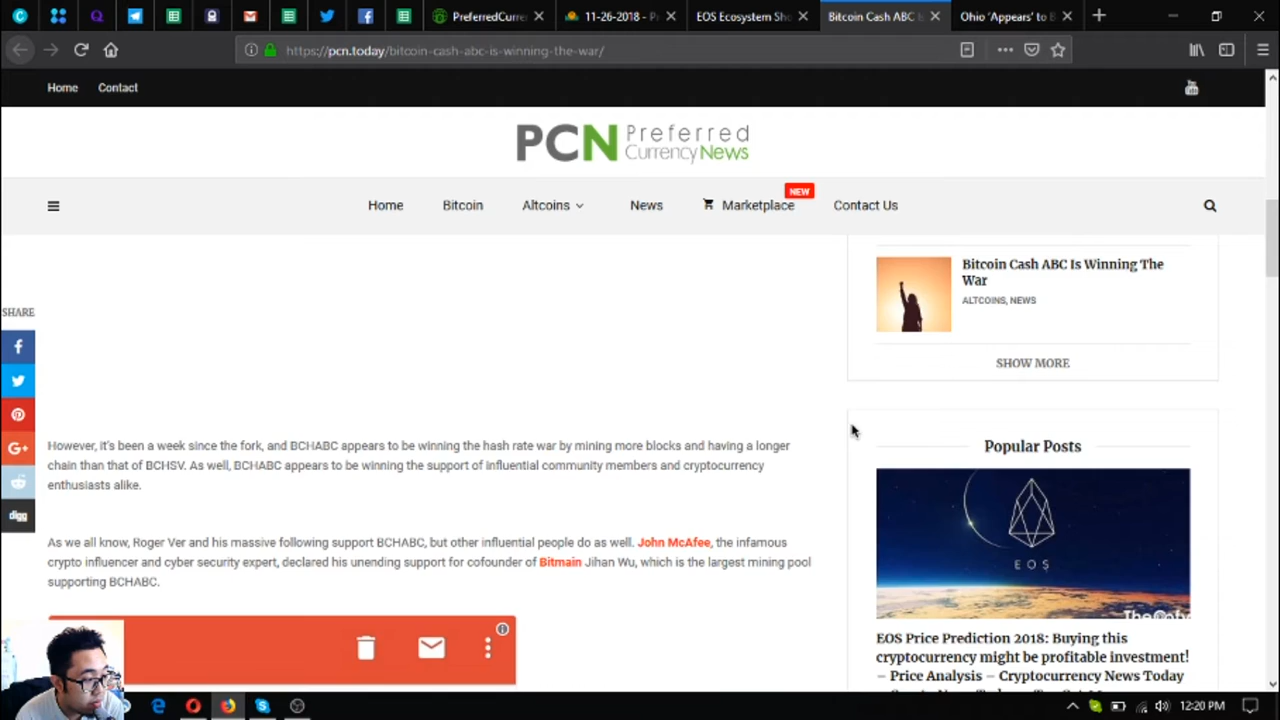 PreferredCurre
11-26-2018 - P
EOS Ecosystem Sh
Bitcoin Cash ABC
Ohio 'Appears' to
https://pcn.today/bitcoin-cash-abc-is-winning-the-war/
Home
Contact
PCN Preferred
CurrencyNews
NEW
Home
Bitcoin
Altcoins
News
Marketplace
Contact Us
SHARE
digg
However, it's been a week since the fork, and BCHABC appears to be winning the hash rate war by mining more blocks and having a longer
chain than that of BCHSV. As well, BCHABC appears to be winning the support of influential community members and cryptocurrency
enthusiasts alike.
As we all know, Roger Ver and his massive following support BCHABC, but other influential people do as well. John McAfee, the infamous
crypto influencer and cyber security expert, declared his unending support for cofounder of Bitmain Jihan Wu, which is the largest mining pool
supporting BCHABC.
Bitcoin Cash ABC Is Winning The
War
ALTCOINS, NEWS
SHOW MORE
Popular Posts
EOS
EOS Price Prediction 2018: Buying this
cryptocurrency might be profitable investment!
– Price Analysis – Cryptocurrency News Today
12:20 PM